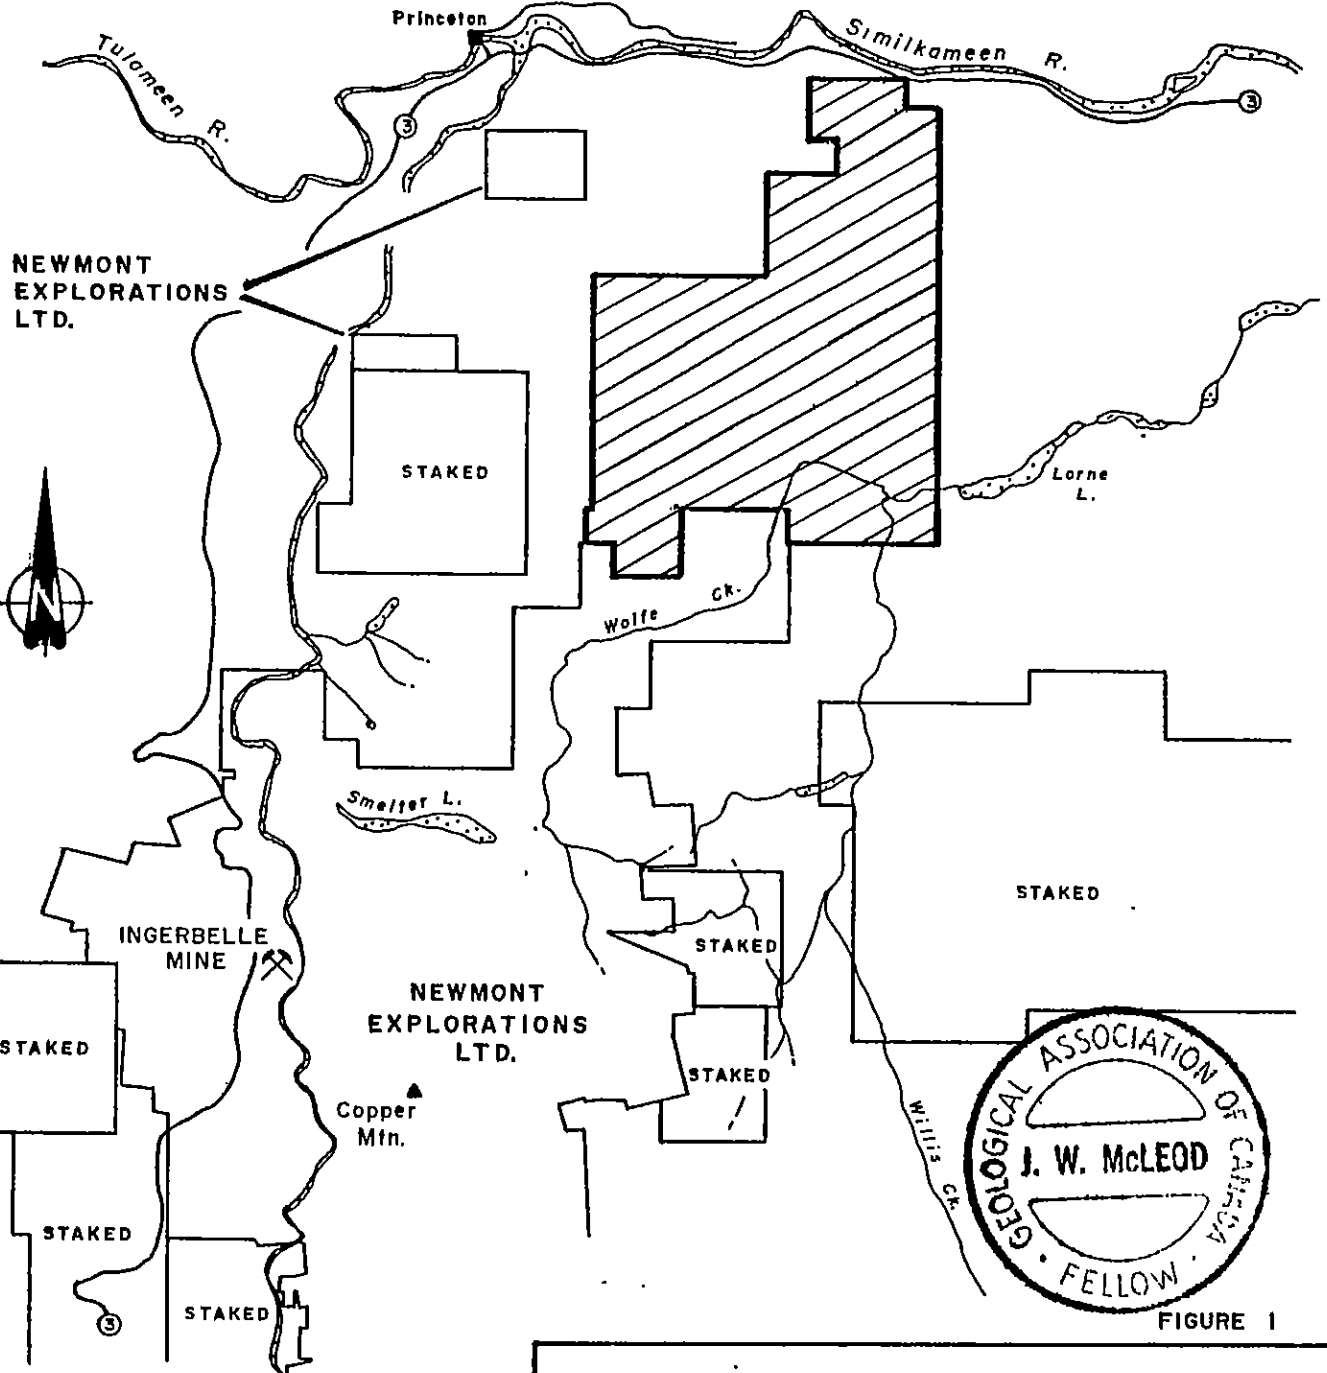 Princeton
Tulameen R.
Similkameen R.
3
3
NEWMONT
EXPLORATIONS
LTD.
STAKED
Lorne
L.
N
Wolfe Ck.
Smelter L.
STAKED
INGERBELLE
MINE
STAKED
NEWMONT
EXPLORATIONS
LTD.
STAKED
STAKED
Copper
Mtn.
Willis Ck.
GEOLOGICAL ASSOCIATION OF CANADA
J. W. McLEOD
FELLOW
STAKED
STAKED
3
FIGURE 1